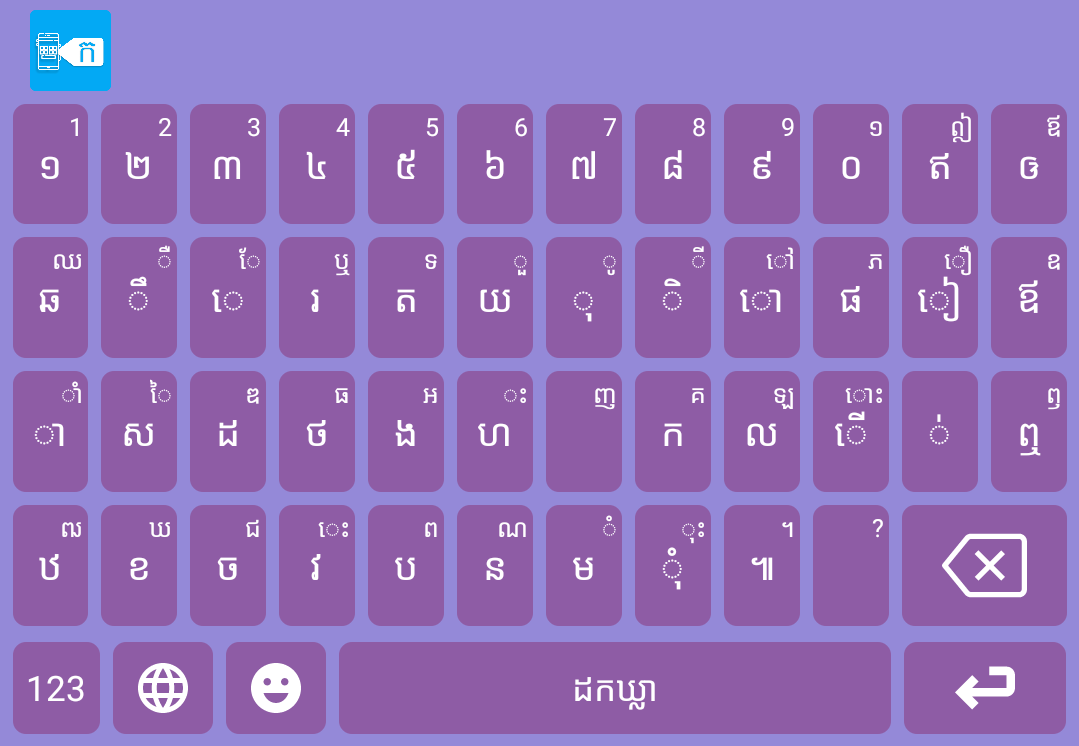 ក
1 2 3 4 5 6 7 8 9 ១ ឰ ឪ
១ ២ ៣ ៤ ៥ ៦ ៧ ៨ ៩ ០ ឥ ឲ
ឈ ឺ ែ ឬ ទ ួ ូ ី ៅ ភ ឿ ឧ
ឆ ឹ េ រ ត យ ុ ិ ោ ផ ៀ ឪ
ាំ ៃ ឌ ធ អ ះ ញ គ ឡ ោះ ឫ
ា ស ដ ថ ង ហ ក ល ើ ់ ឮ
ឍ ឃ ជ េះ ព ណ ំ ុះ ។ ?
ឋ ខ ច វ ប ន ម ុំ ៕
123 ដកឃ្លា